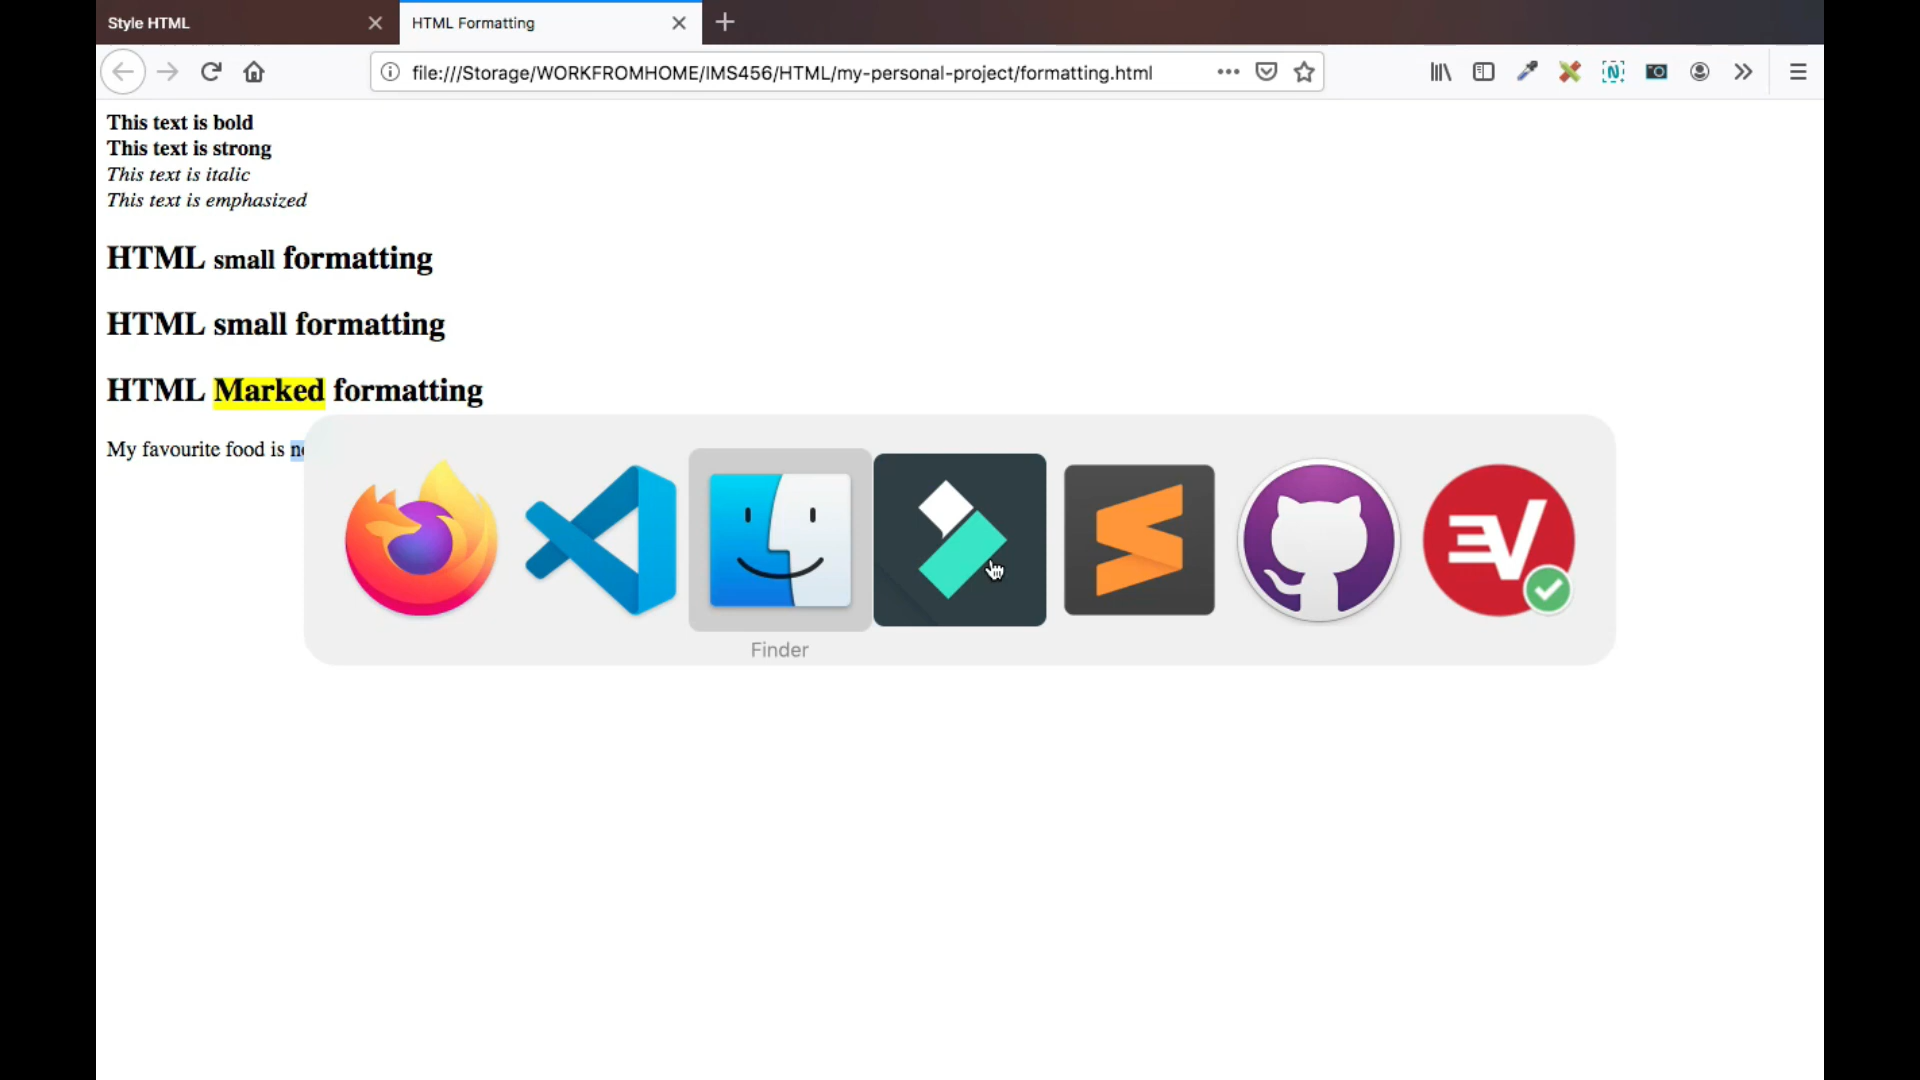 Style HTML
HTML Formatting
file:///Storage/WORKFROMHOME/IMS456/HTML/my-personal-project/formatting.html
This text is bold
This text is strong
This text is italic
This text is emphasized
HTML small formatting
HTML small formatting
HTML Marked formatting
My favourite food is
Finder